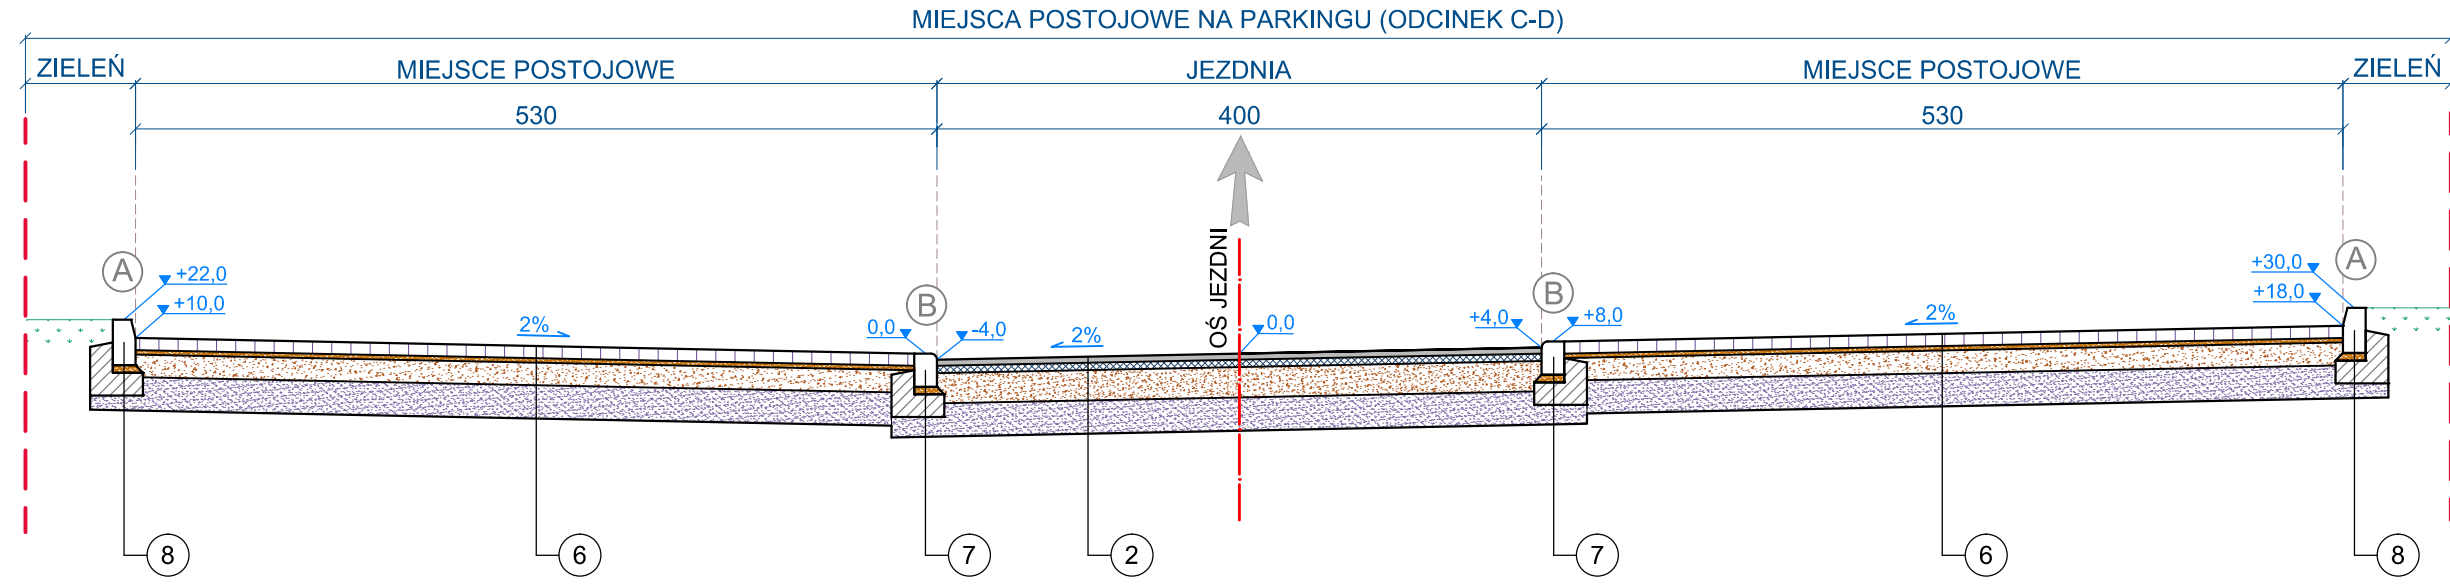 MIEJSCA POSTOJOWE NA PARKINGU (ODCINEK C-D)
ZIELEŃ MIEJSCE POSTOJOWE JEZDNIA MIEJSCE POSTOJOWE ZIELEŃ
530 400 530
OŚ JEZDNI
A B B A
+22,0
+10,0
2%
0,0
-4,0
2%
0,0
+4,0
+8,0
2%
+30,0
+18,0
8 6 7 2 7 6 8